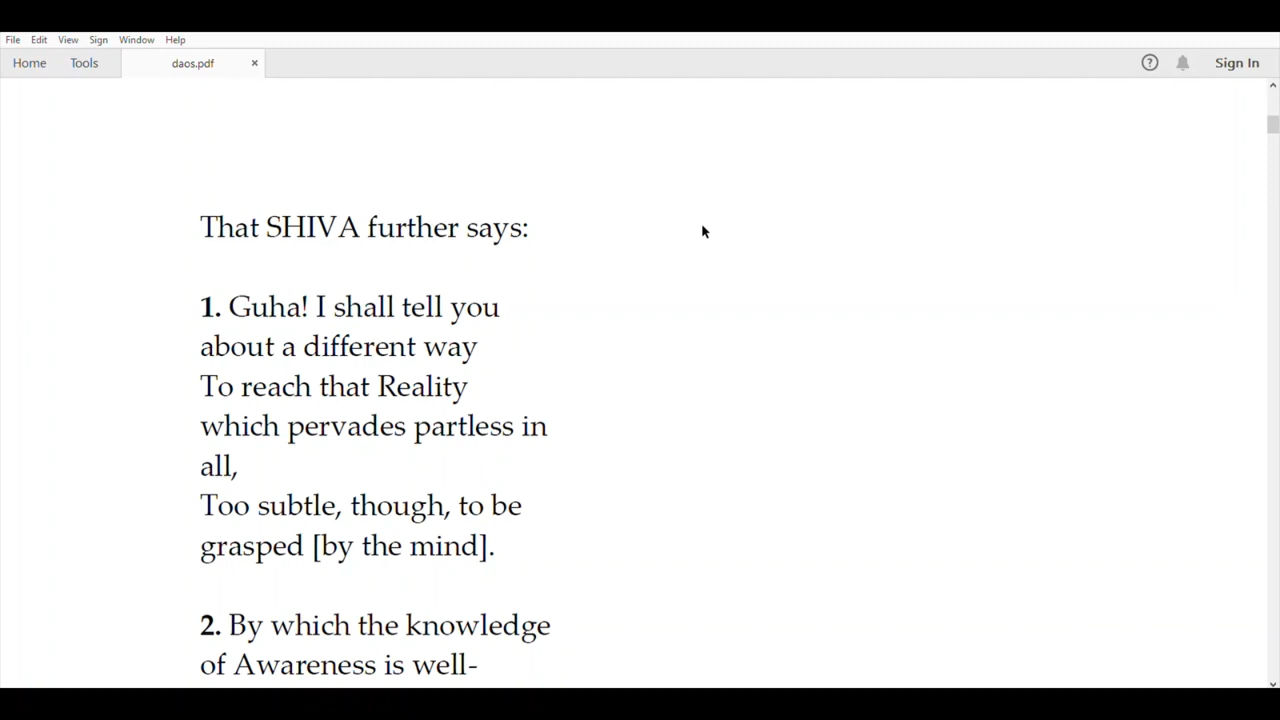 File Edit View Sign Window Help
Home Tools daos.pdf × ? Sign In
That SHIVA further says:
1. Guha! I shall tell you
about a different way
To reach that Reality
which pervades partless in
all,
Too subtle, though, to be
grasped [by the mind].
2. By which the knowledge
of Awareness is well-